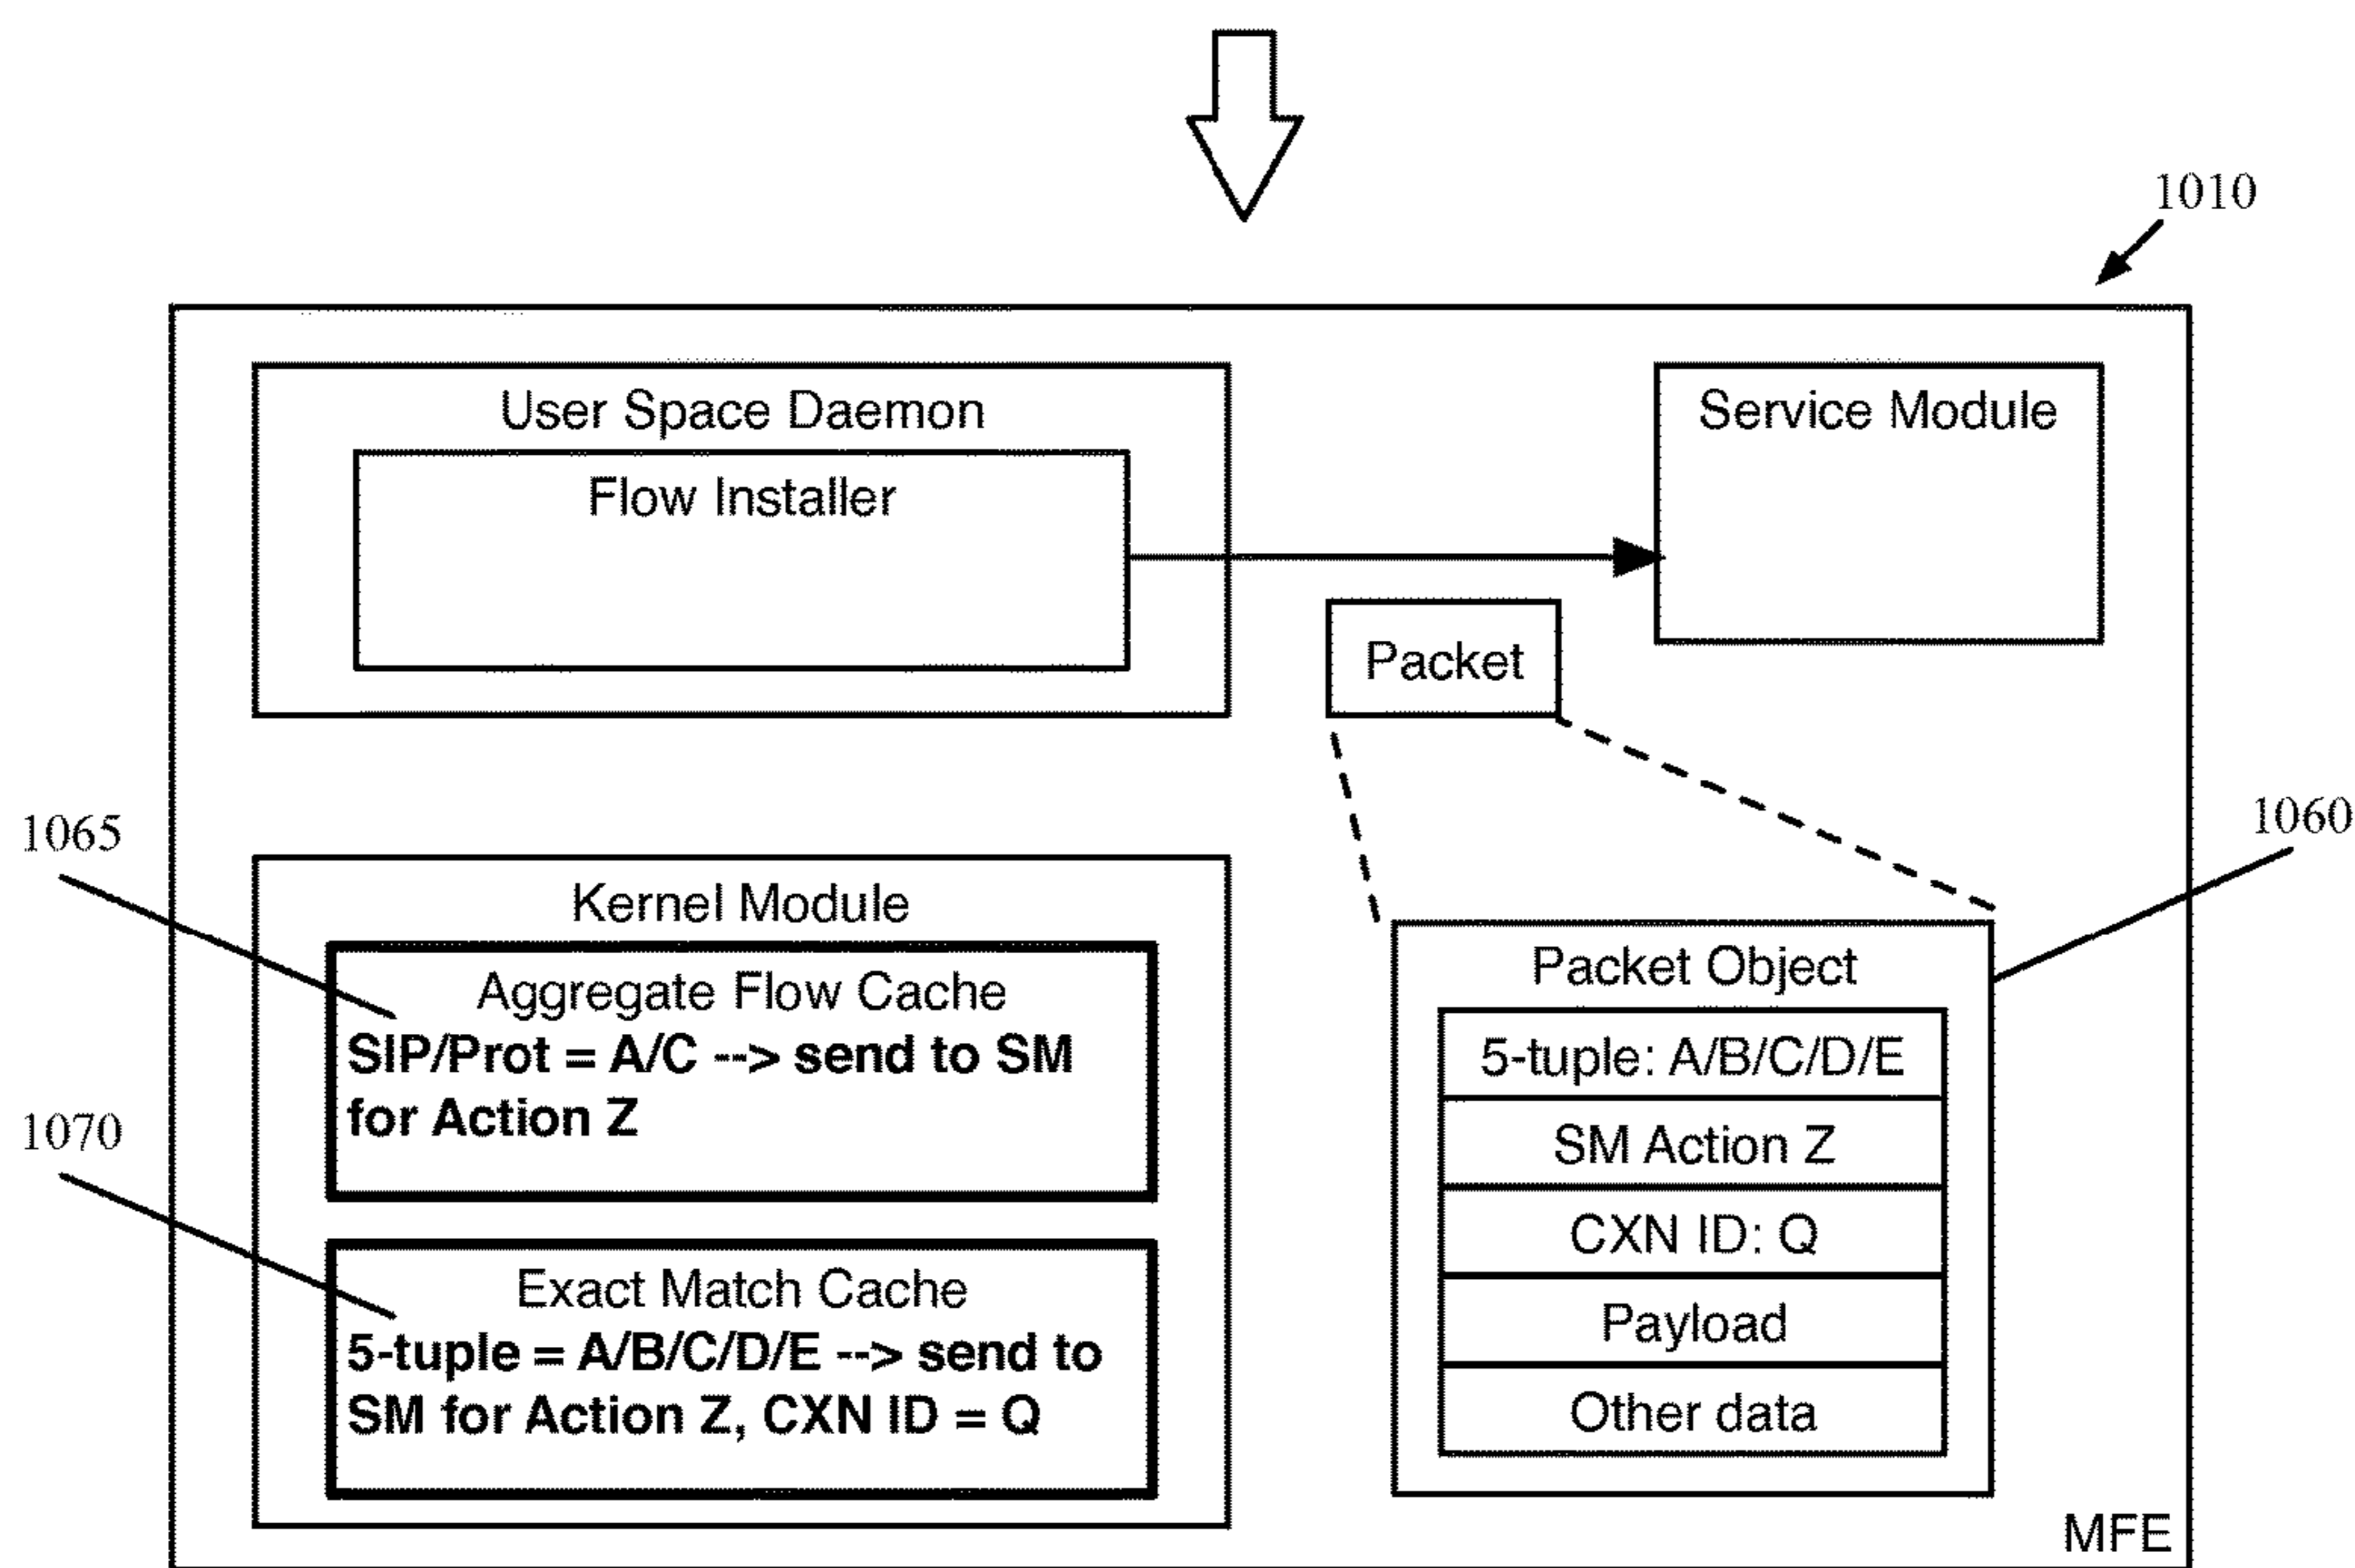 1010
User Space Daemon
Service Module
Flow Installer
Packet
1065
1060
Kernel Module
Packet Object
Aggregate Flow Cache
SIP/Prot = A/C --> send to SM
for Action Z
5-tuple: A/B/C/D/E
SM Action Z
1070
CXN ID: Q
Exact Match Cache
5-tuple = A/B/C/D/E --> send to
SM for Action Z, CXN ID = Q
Payload
Other data
MFE